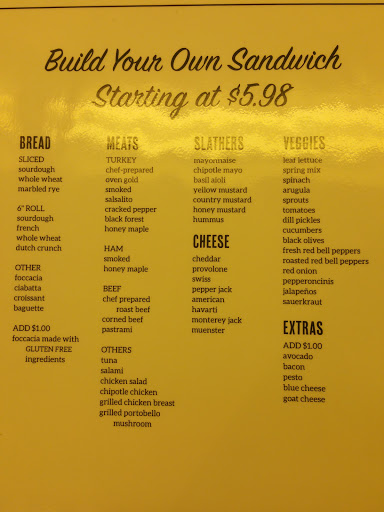 Build Your Own Sandwich
Starting at $5.98
BREAD
SLICED
sourdough
whole wheat
marbled rye
6" ROLL
sourdough
french
whole wheat
dutch crunch
OTHER
foccacia
ciabatta
croissant
baguette
ADD $1.00
foccacia made with
GLUTEN FREE
ingredients
MEATS
TURKEY
chef-prepared
oven gold
smoked
salsalito
cracked pepper
black forest
honey maple
HAM
smoked
honey maple
BEEF
chef prepared
roast beef
corned beef
pastrami
OTHERS
tuna
salami
chicken salad
chipotle chicken
grilled chicken breast
grilled portobello
mushroom
SLATHERS
mayonnaise
chipotle mayo
basil aioli
yellow mustard
country mustard
honey mustard
hummus
CHEESE
cheddar
provolone
swiss
pepper jack
american
havarti
monterey jack
muenster
VEGGIES
leaf lettuce
spring mix
spinach
arugula
sprouts
tomatoes
dill pickles
cucumbers
black olives
fresh red bell peppers
roasted red bell peppers
red onion
pepperoncinis
jalapeños
sauerkraut
EXTRAS
ADD $1.00
avocado
bacon
pesto
blue cheese
goat cheese